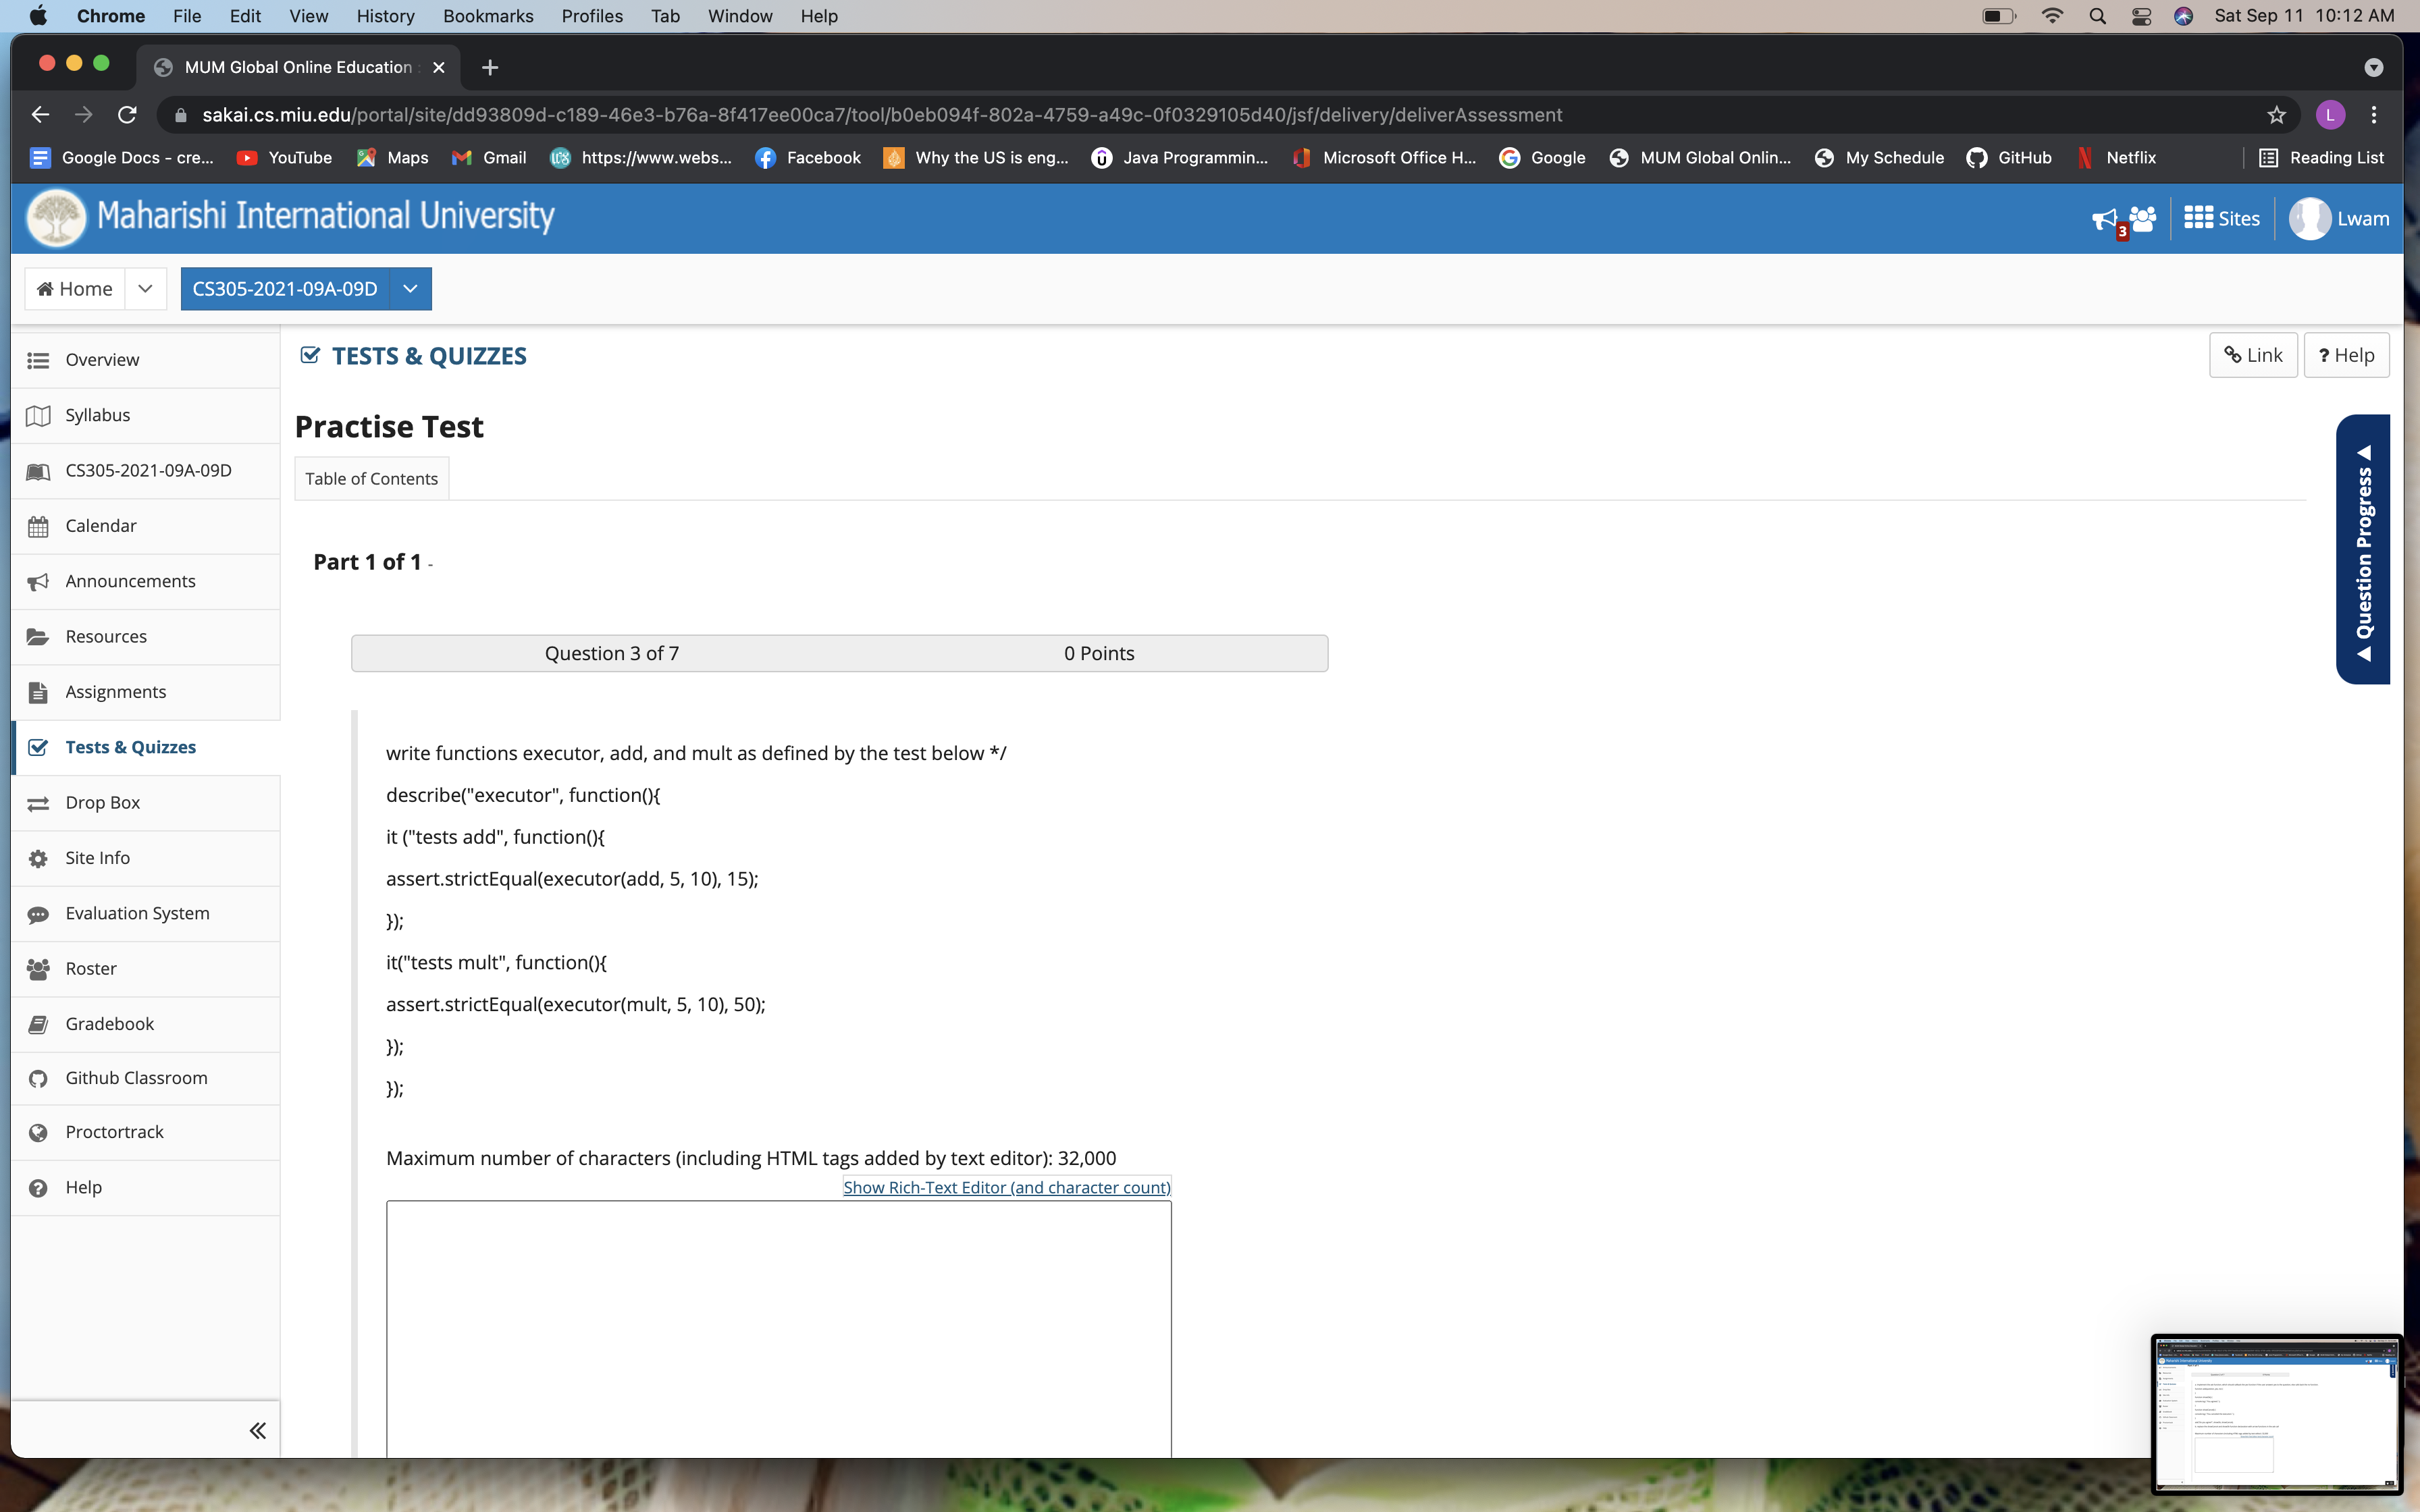 Chrome File Edit View History Bookmarks Profiles Tab Window Help Sat Sep 11 10:12 AM
MUM Global Online Education :
sakai.cs.miu.edu/portal/site/dd93809d-c189-46e3-b76a-8f417ee00ca7/tool/b0eb094f-802a-4759-a49c-0f0329105d40/jsf/delivery/deliverAssessment L
Google Docs - cre... YouTube Maps Gmail https://www.webs... Facebook Why the US is eng... Java Programmin... Microsoft Office H... Google MUM Global Onlin... My Schedule GitHub Netflix Reading List
Maharishi International University 3 Sites Lwam
Home CS305-2021-09A-09D
Overview
Syllabus
CS305-2021-09A-09D
Calendar
Announcements
Resources
Assignments
Tests & Quizzes
Drop Box
Site Info
Evaluation System
Roster
Gradebook
Github Classroom
Proctortrack
Help
TESTS & QUIZZES
Link ? Help
Practise Test
Table of Contents
Question Progress
Part 1 of 1 -
Question 3 of 7 0 Points
write functions executor, add, and mult as defined by the test below */
describe("executor", function(){
it ("tests add", function(){
assert.strictEqual(executor(add, 5, 10), 15);
});
it("tests mult", function(){
assert.strictEqual(executor(mult, 5, 10), 50);
});
});
Maximum number of characters (including HTML tags added by text editor): 32,000
Show Rich-Text Editor (and character count)